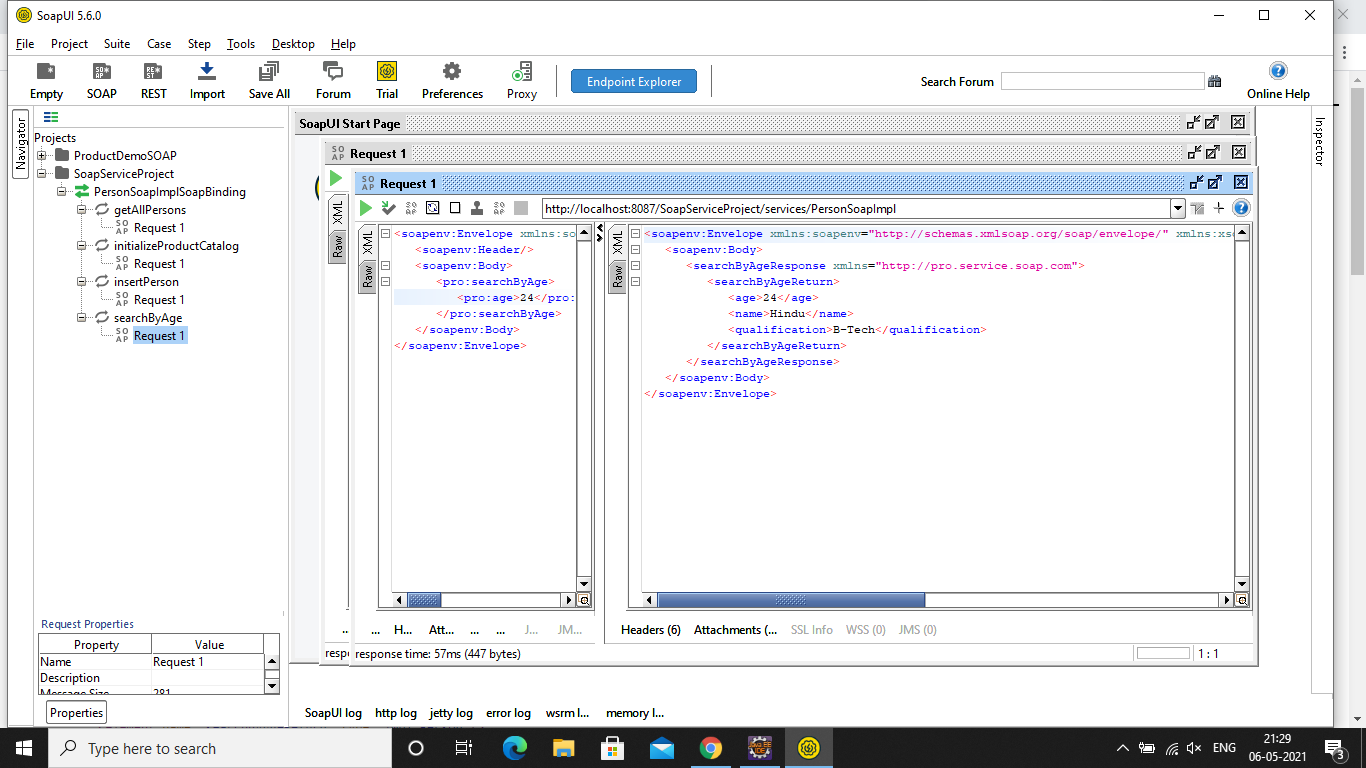 SoapUI 5.6.0
File Project Suite Case Step Tools Desktop Help
Empty SOAP REST Import Save All Forum Trial Preferences Proxy
Endpoint Explorer
Search Forum
Online Help
Navigator
Projects
ProductDemoSOAP
SoapServiceProject
PersonSoapImplSoapBinding
getAllPersons
Request 1
initializeProductCatalog
Request 1
insertPerson
Request 1
searchByAge
Request 1
Request Properties
Property Value
Name Request 1
Description
Message Size 281
Properties
SoapUI Start Page
Request 1
XML
Raw
Request 1
http://localhost:8087/SoapServiceProject/services/PersonSoapImpl
XML
Raw
<soapenv:Envelope xmlns:so
<soapenv:Header/>
<soapenv:Body>
<pro:searchByAge>
<pro:age>24</pro:
</pro:searchByAge>
</soapenv:Body>
</soapenv:Envelope>
XML
Raw
<soapenv:Envelope xmlns:soapenv="http://schemas.xmlsoap.org/soap/envelope/" xmlns:xs
<soapenv:Body>
<searchByAgeResponse xmlns="http://pro.service.soap.com">
<searchByAgeReturn>
<age>24</age>
<name>Hindu</name>
<qualification>B-Tech</qualification>
</searchByAgeReturn>
</searchByAgeResponse>
</soapenv:Body>
</soapenv:Envelope>
... ... H... Att... ... ... J... JM...
Headers (6) Attachments (... SSL Info WSS (0) JMS (0)
resp response time: 57ms (447 bytes)
1 : 1
Inspector
SoapUI log http log jetty log error log wsrm l... memory l...
Type here to search
ENG
21:29
06-05-2021
3